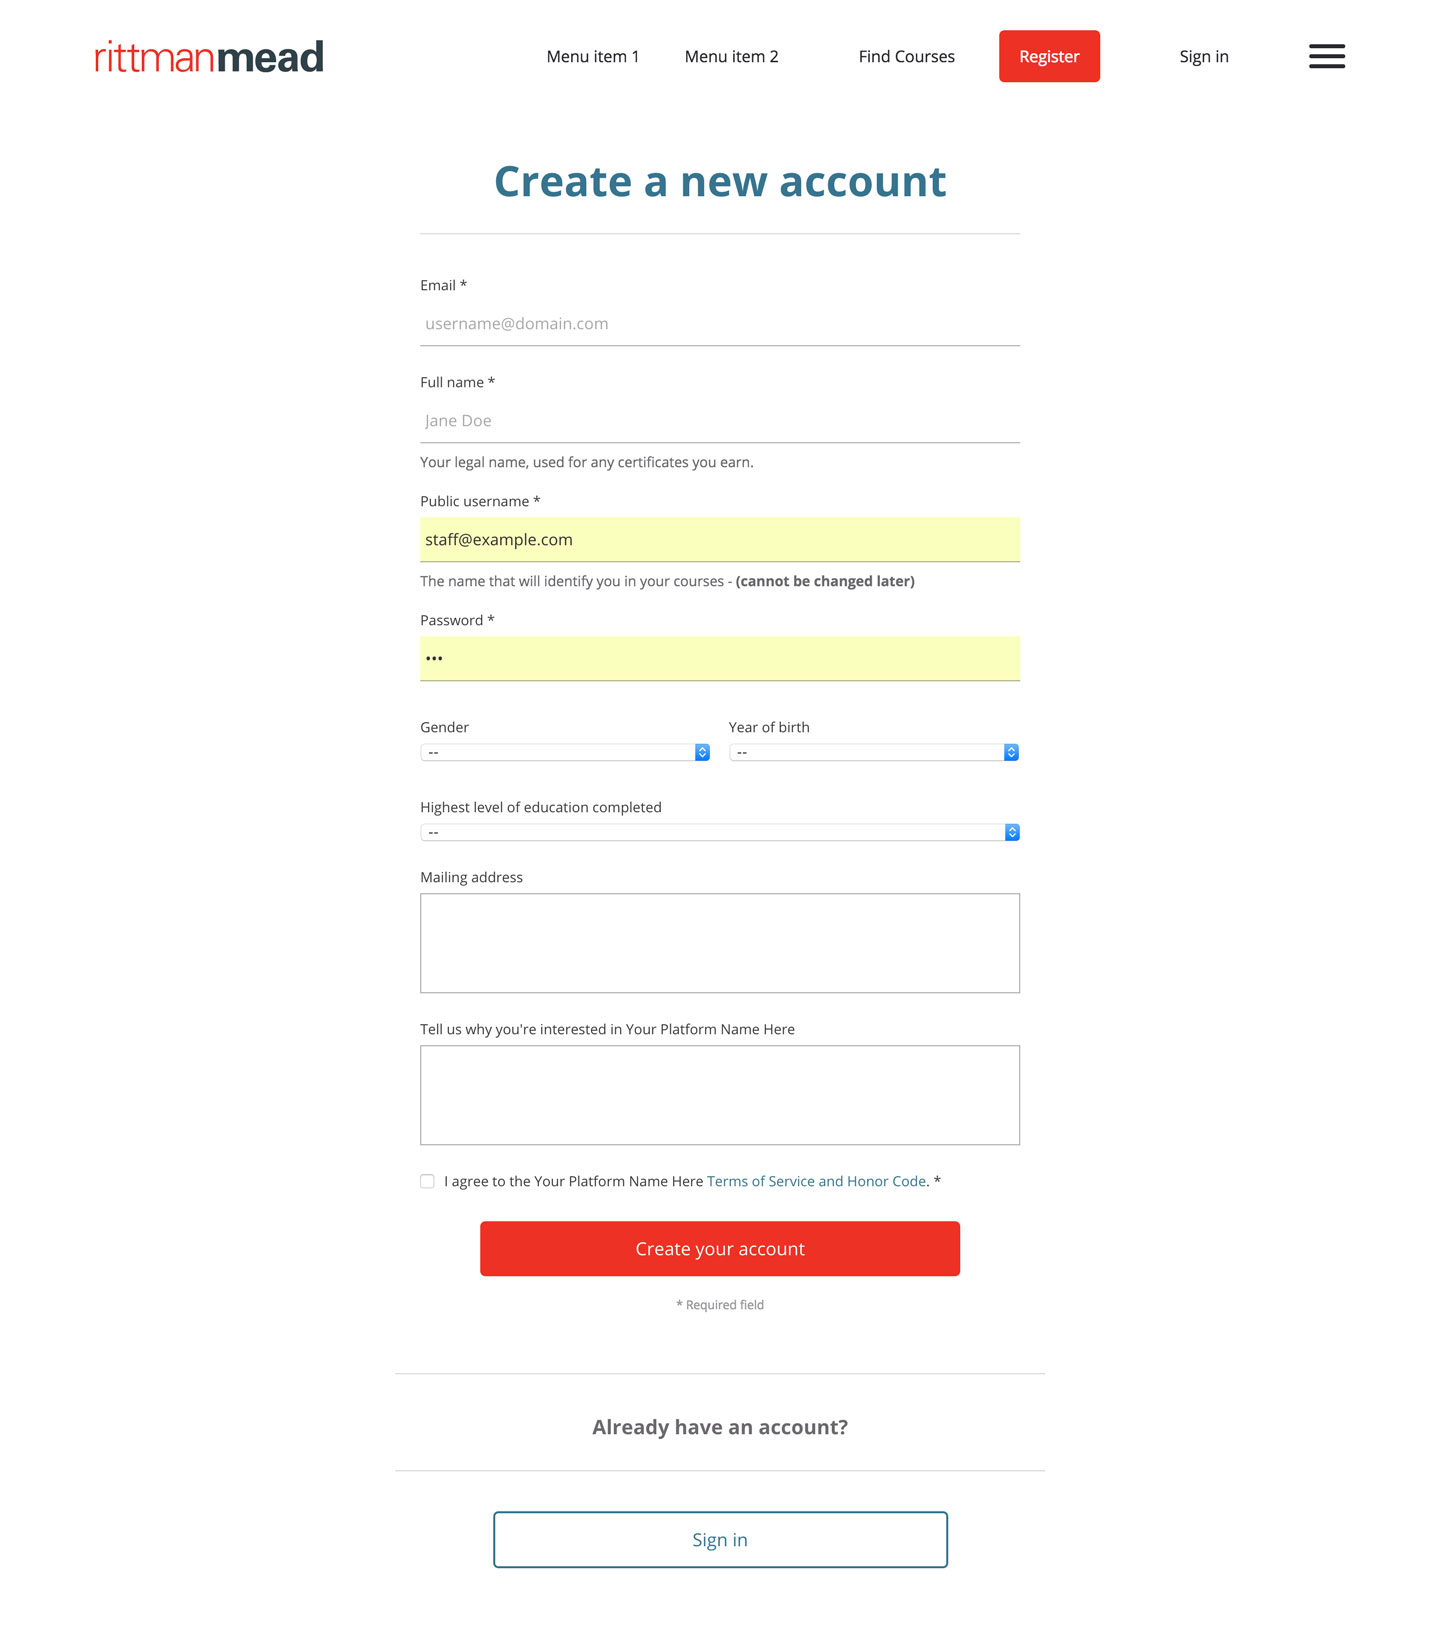 rittmanmead
Menu item 1
Menu item 2
Find Courses
Register
Sign in
Create a new account
Email *
username@domain.com
Full name *
Jane Doe
Your legal name, used for any certificates you earn.
Public username *
staff@example.com
The name that will identify you in your courses - (cannot be changed later)
Password *
•••
Gender
Year of birth
--
--
Highest level of education completed
--
Mailing address
Tell us why you're interested in Your Platform Name Here
I agree to the Your Platform Name Here Terms of Service and Honor Code. *
Create your account
* Required field
Already have an account?
Sign in